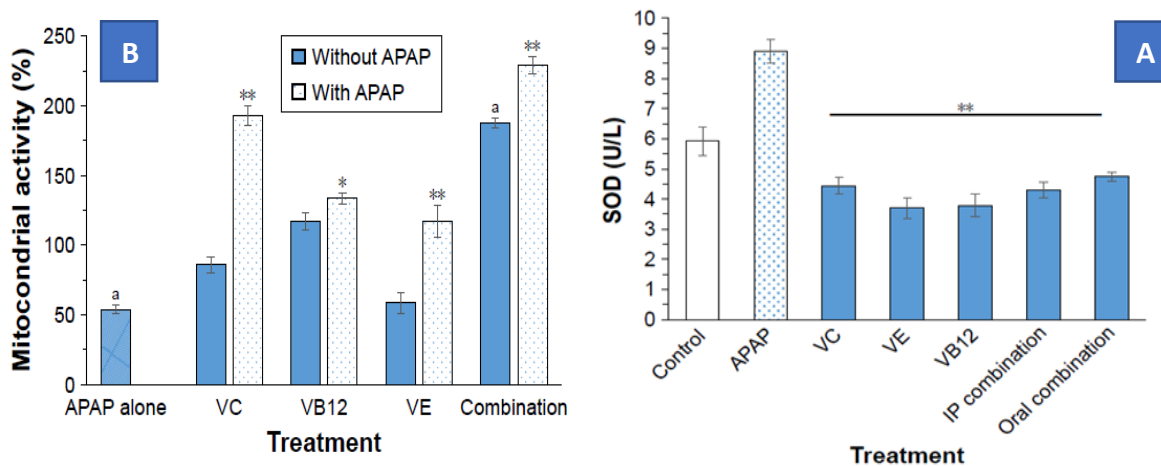 B
Mitocondrial activity (%)
250
200
150
100
50
0
Without APAP
With APAP
a
**
*
**
a
**
APAP alone
VC
VB12
VE
Combination
Treatment
A
SOD (U/L)
10
9
8
7
6
5
4
3
2
1
0
**
Control
APAP
VC
VE
VB12
IP combination
Oral combination
Treatment